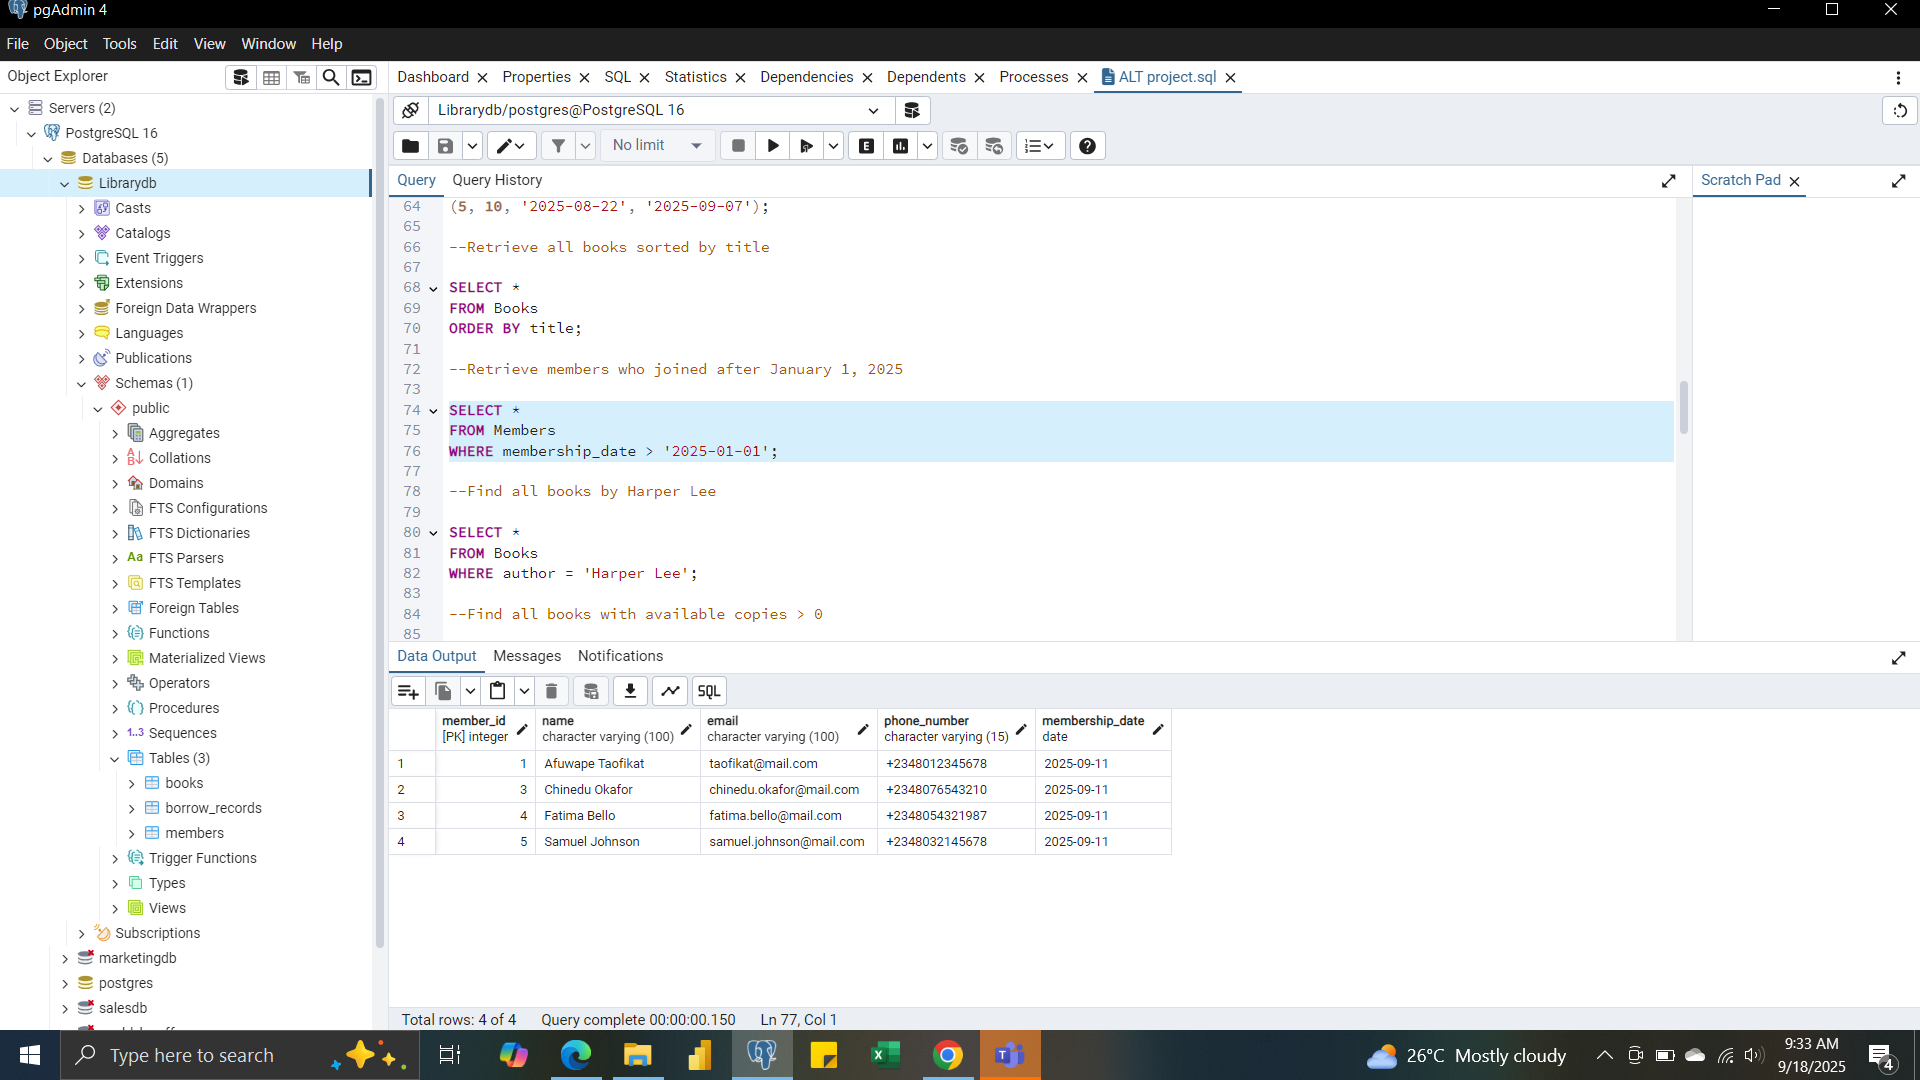 pgAdmin 4
File Object Tools Edit View Window Help
Object Explorer
Servers (2)
PostgreSQL 16
Databases (5)
Librarydb
Casts
Catalogs
Event Triggers
Extensions
Foreign Data Wrappers
Languages
Publications
Schemas (1)
public
Aggregates
Collations
Domains
FTS Configurations
FTS Dictionaries
FTS Parsers
FTS Templates
Foreign Tables
Functions
Materialized Views
Operators
Procedures
Sequences
Tables (3)
books
borrow_records
members
Trigger Functions
Types
Views
Subscriptions
marketingdb
postgres
salesdb
Dashboard Properties SQL Statistics Dependencies Dependents Processes ALT project.sql
Librarydb/postgres@PostgreSQL 16
No limit
Query Query History
Scratch Pad
64 (5, 10, '2025-08-22', '2025-09-07');
65
66 --Retrieve all books sorted by title
67
68 SELECT *
69 FROM Books
70 ORDER BY title;
71
72 --Retrieve members who joined after January 1, 2025
73
74 SELECT *
75 FROM Members
76 WHERE membership_date > '2025-01-01';
77
78 --Find all books by Harper Lee
79
80 SELECT *
81 FROM Books
82 WHERE author = 'Harper Lee';
83
84 --Find all books with available copies > 0
85
Data Output Messages Notifications
SQL
member_id name email phone_number membership_date
[PK] integer character varying (100) character varying (100) character varying (15) date
1 1 Afuwape Taofikat taofikat@mail.com +2348012345678 2025-09-11
2 3 Chinedu Okafor chinedu.okafor@mail.com +2348076543210 2025-09-11
3 4 Fatima Bello fatima.bello@mail.com +2348054321987 2025-09-11
4 5 Samuel Johnson samuel.johnson@mail.com +2348032145678 2025-09-11
Total rows: 4 of 4 Query complete 00:00:00.150 Ln 77, Col 1
Type here to search
26°C Mostly cloudy
9:33 AM
9/18/2025
4